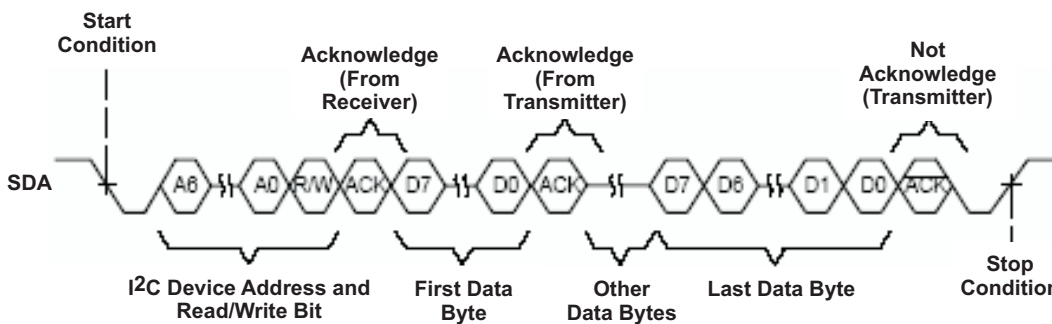 Start
Condition
Acknowledge
(From
Receiver)
Acknowledge
(From
Transmitter)
Not
Acknowledge
(Transmitter)
SDA
A6 A0 R/W ACK D7 D0 ACK D7 D6 D1 D0 ACK
I2C Device Address and
Read/Write Bit
First Data
Byte
Other
Data Bytes
Last Data Byte
Stop
Condition